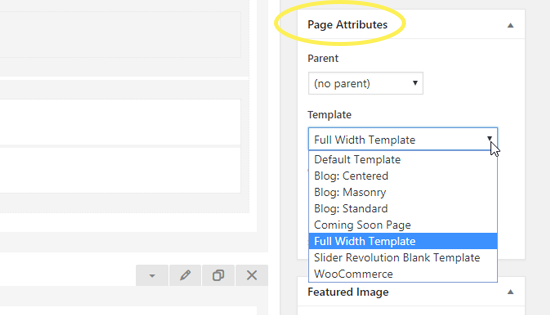 Page Attributes
Parent
(no parent)
Template
Full Width Template
Default Template
Blog: Centered
Blog: Masonry
Blog: Standard
Coming Soon Page
Full Width Template
Slider Revolution Blank Template
WooCommerce
Featured Image